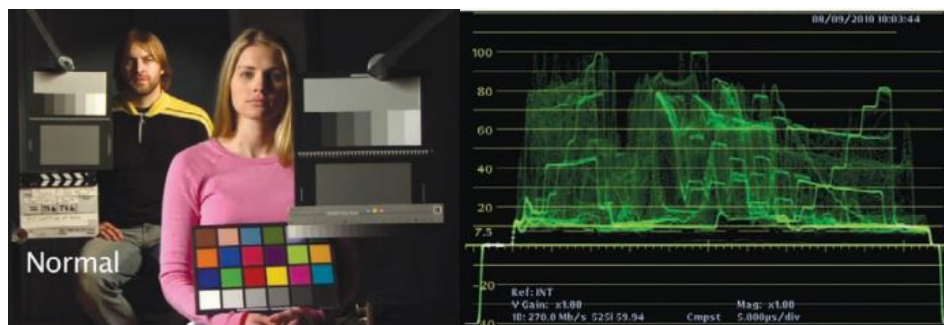 Normal
08/09/2010 10:03:44
100
80
60
40
20
7.5
-20
Ref: INT
Y Gain: x1.00
Mag: x1.00
10: 270.0 Mb/s 525i 59.94
Cmpst
5.000µs/div